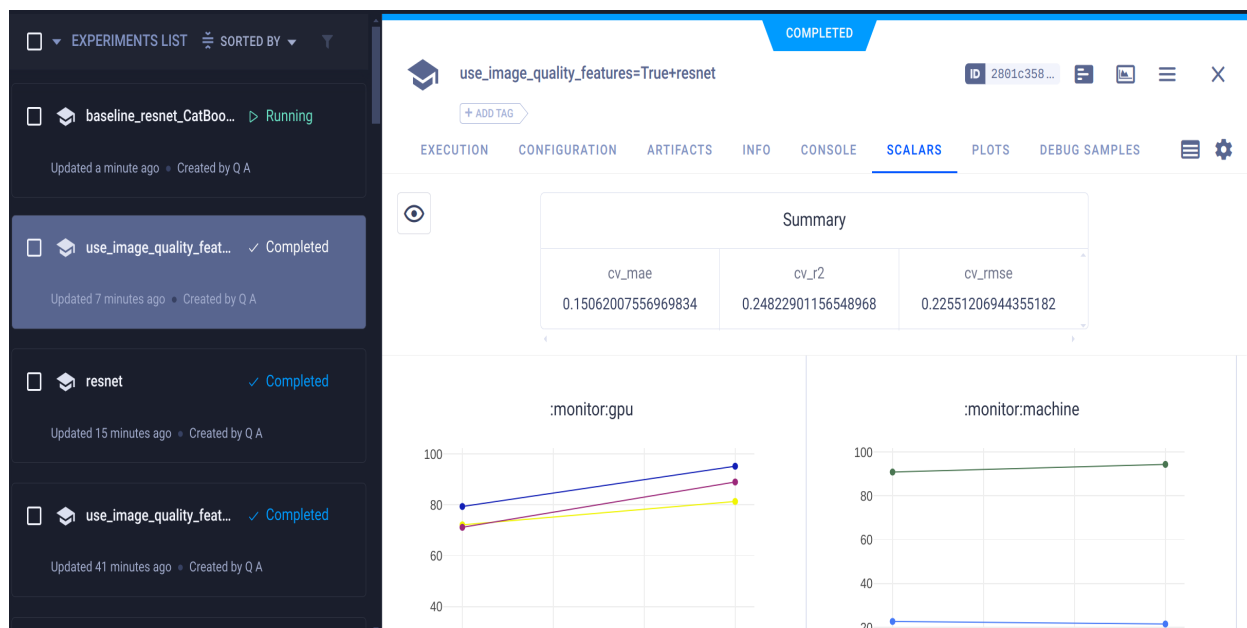 EXPERIMENTS LIST
SORTED BY
baseline_resnet_CatBoo... Running
Updated a minute ago Created by Q A
use_image_quality_feat... Completed
Updated 7 minutes ago Created by Q A
resnet Completed
Updated 15 minutes ago Created by Q A
use_image_quality_feat... Completed
Updated 41 minutes ago Created by Q A
COMPLETED
use_image_quality_features=True+resnet
ID 2801c358...
+ ADD TAG
EXECUTION CONFIGURATION ARTIFACTS INFO CONSOLE SCALARS PLOTS DEBUG SAMPLES
Summary
cv_mae cv_r2 cv_rmse
0.15062007556969834 0.24822901156548968 0.22551206944355182
:monitor:gpu
100
80
60
40
:monitor:machine
100
80
60
40
20